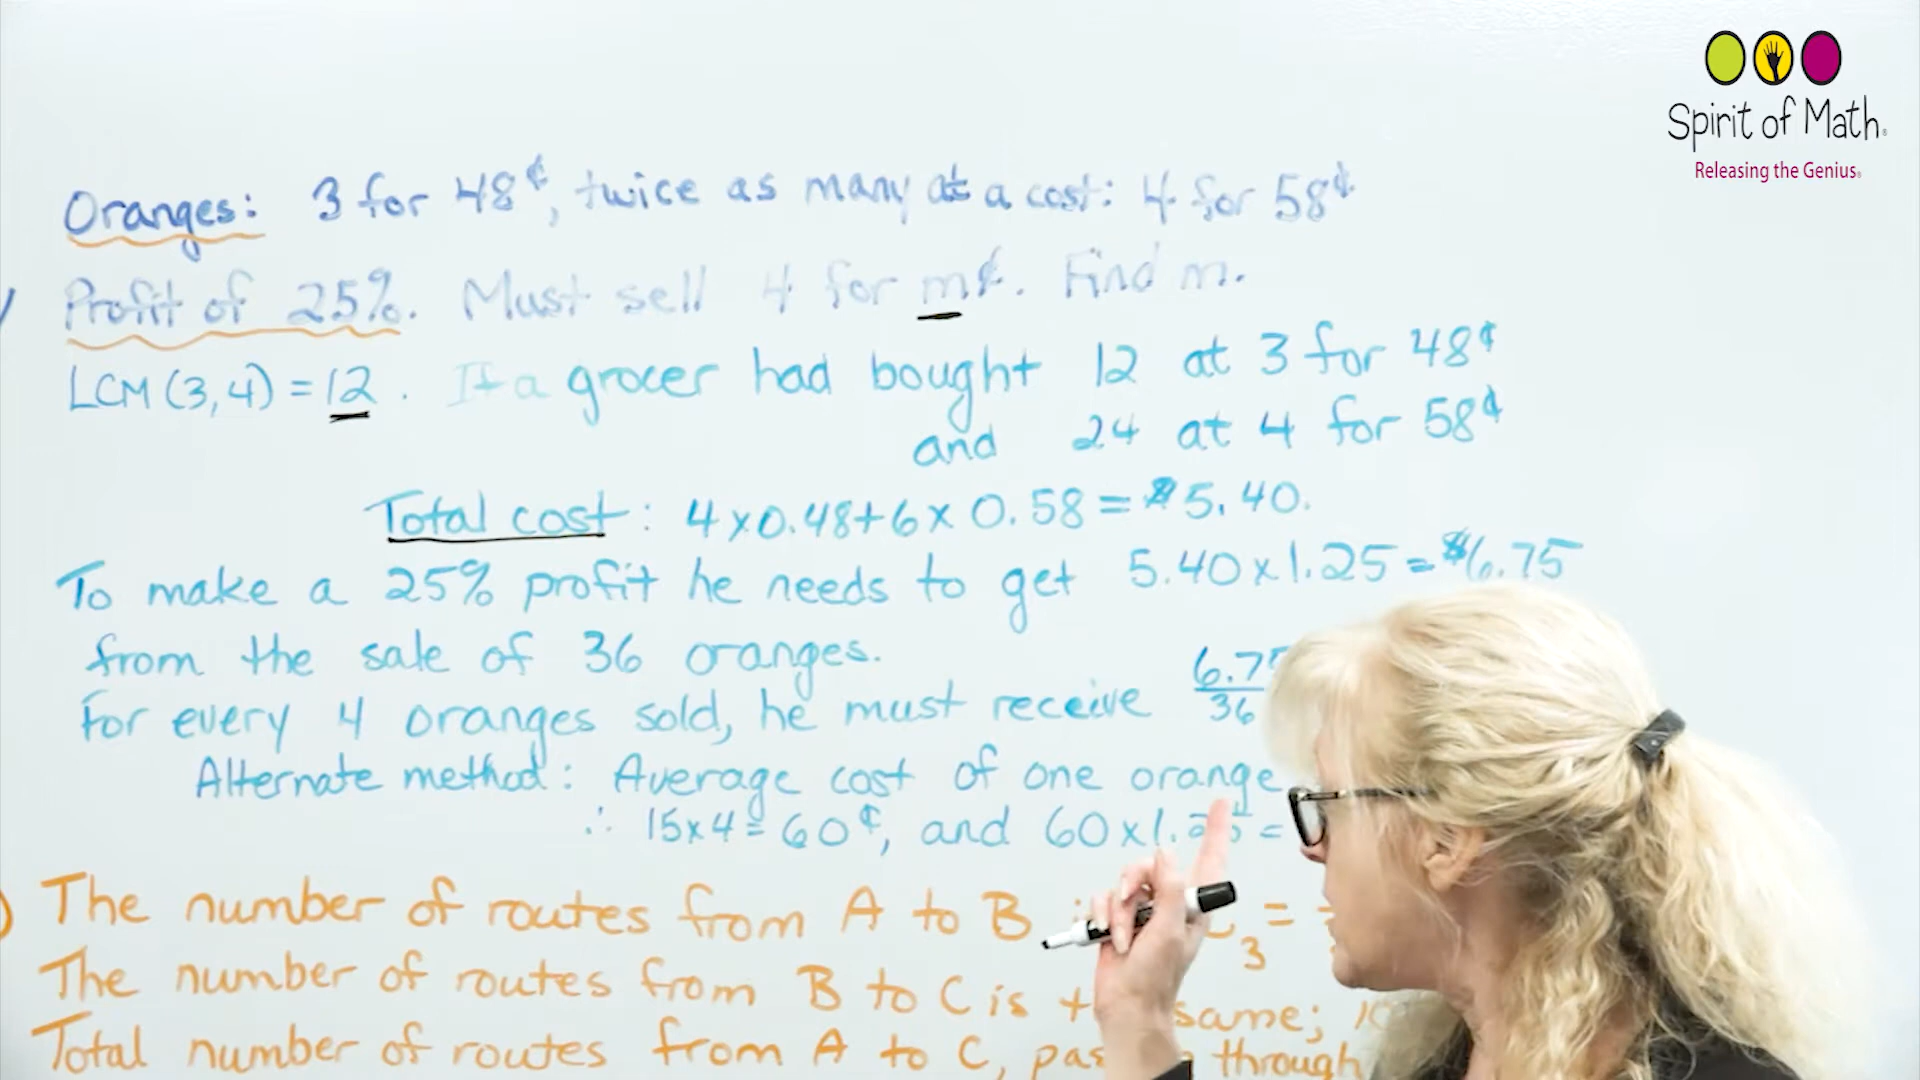 Spirit of Math
Releasing the Genius
Oranges: 3 for 48¢, twice as many at a cost: 4 for 58¢
Profit of 25%. Must sell 4 for m¢. Find m.
LCM (3,4) = 12. If a grocer had bought 12 at 3 for 48¢
and 24 at 4 for 58¢
Total cost: 4 x 0.48 + 6 x 0.58 = $5.40.
To make a 25% profit he needs to get 5.40 x 1.25 = $6.75
from the sale of 36 oranges.
For every 4 oranges sold, he must receive 6.75/36
Alternate method: Average cost of one orange
∴ 15x4 = 60¢, and 60 x 1.25 =
The number of routes from A to B C3 =
The number of routes from B to C is same;
Total number of routes from A to C, through